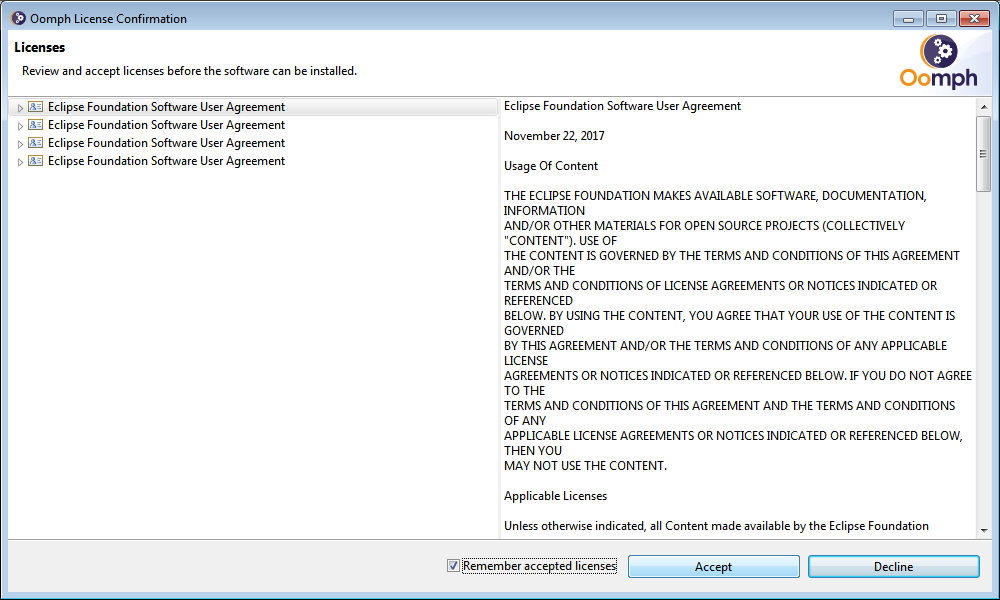 Oomph License Confirmation
Licenses
Review and accept licenses before the software can be installed.
Oomph
Eclipse Foundation Software User Agreement
Eclipse Foundation Software User Agreement
Eclipse Foundation Software User Agreement
Eclipse Foundation Software User Agreement
Eclipse Foundation Software User Agreement
November 22, 2017
Usage Of Content
THE ECLIPSE FOUNDATION MAKES AVAILABLE SOFTWARE, DOCUMENTATION,
INFORMATION
AND/OR OTHER MATERIALS FOR OPEN SOURCE PROJECTS (COLLECTIVELY
"CONTENT"). USE OF
THE CONTENT IS GOVERNED BY THE TERMS AND CONDITIONS OF THIS AGREEMENT
AND/OR THE
TERMS AND CONDITIONS OF LICENSE AGREEMENTS OR NOTICES INDICATED OR
REFERENCED
BELOW. BY USING THE CONTENT, YOU AGREE THAT YOUR USE OF THE CONTENT IS
GOVERNED
BY THIS AGREEMENT AND/OR THE TERMS AND CONDITIONS OF ANY APPLICABLE
LICENSE
AGREEMENTS OR NOTICES INDICATED OR REFERENCED BELOW. IF YOU DO NOT AGREE
TO THE
TERMS AND CONDITIONS OF THIS AGREEMENT AND THE TERMS AND CONDITIONS
OF ANY
APPLICABLE LICENSE AGREEMENTS OR NOTICES INDICATED OR REFERENCED BELOW,
THEN YOU
MAY NOT USE THE CONTENT.
Applicable Licenses
Unless otherwise indicated, all Content made available by the Eclipse Foundation
Remember accepted licenses
Accept
Decline